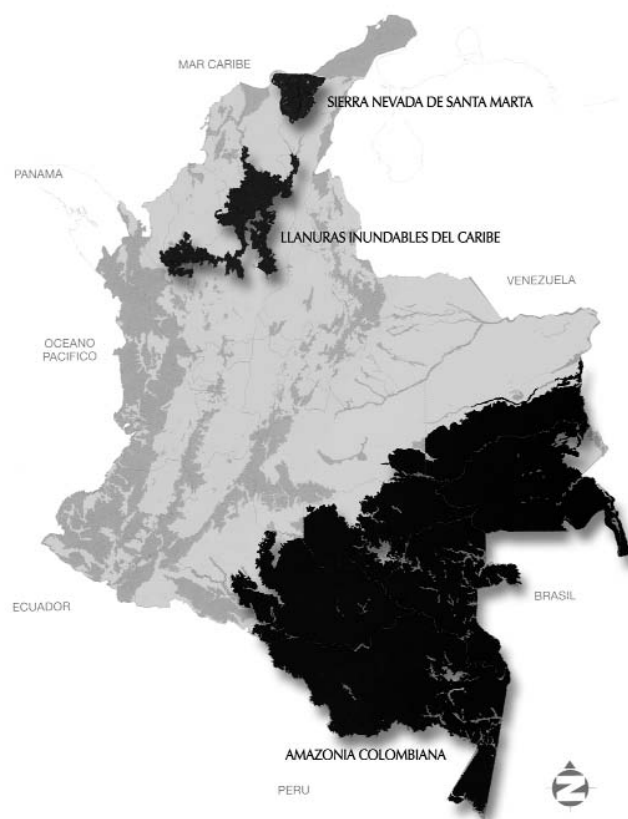 MAR CARIBE
SIERRA NEVADA DE SANTA MARTA
PANAMA
LLANURAS INUNDABLES DEL CARIBE
VENEZUELA
OCEANO
PACIFICO
BRASIL
ECUADOR
AMAZONIA COLOMBIANA
PERU
N